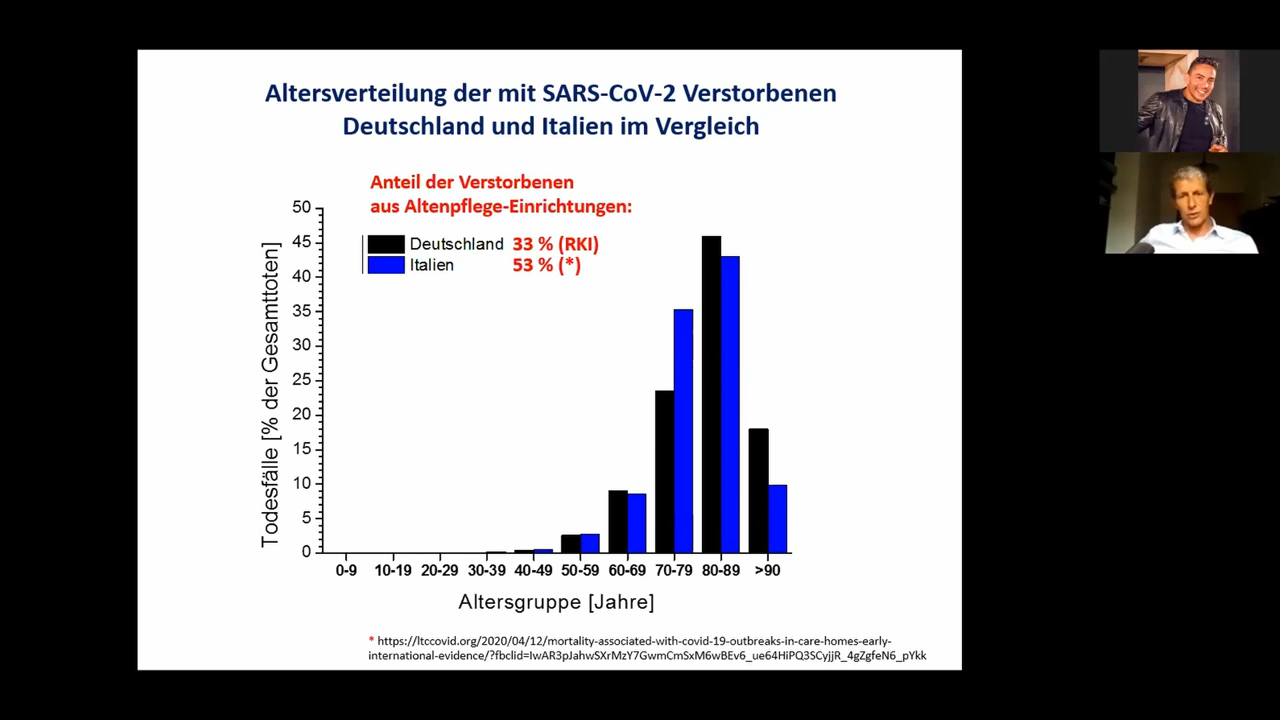 Altersverteilung der mit SARS-CoV-2 Verstorbenen
Deutschland und Italien im Vergleich
Anteil der Verstorbenen
aus Altenpflege-Einrichtungen:
Deutschland 33 % (RKI)
Italien 53 % (*)
Todesfälle [% der Gesamttoten]
50
45
40
35
30
25
20
15
10
5
0
0-9 10-19 20-29 30-39 40-49 50-59 60-69 70-79 80-89 >90
Altersgruppe [Jahre]
* https://ltccovid.org/2020/04/12/mortality-associated-with-covid-19-outbreaks-in-care-homes-early-
international-evidence/?fbclid=IwAR3pJahwSXrMzY7GwmCmSxM6wBEv6_ue64HiPQ3SCyjjR_4gZgfeN6_pYkk